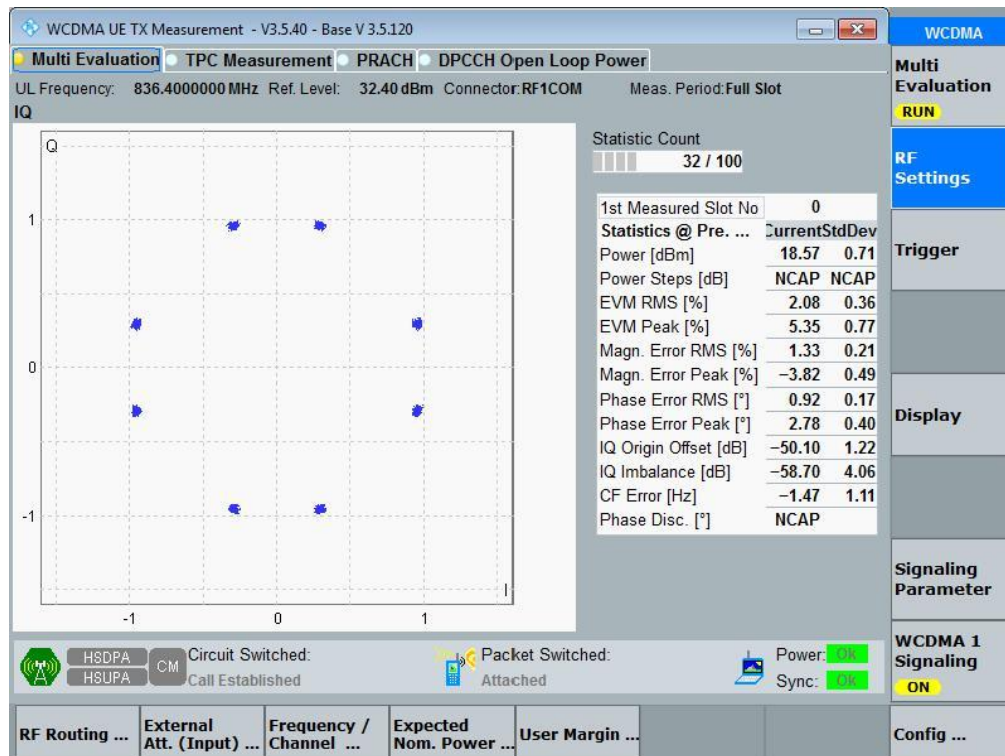 WCDMA UE TX Measurement - V3.5.40 - Base V 3.5.120
WCDMA
Multi Evaluation TPC Measurement PRACH DPCCH Open Loop Power
UL Frequency: 836.4000000 MHz Ref. Level: 32.40 dBm Connector: RF1COM Meas. Period: Full Slot
IQ
Q
1
0
-1
-1 0 1
I
Statistic Count
32 / 100
1st Measured Slot No 0
Statistics @ Pre. ... Current StdDev
Power [dBm] 18.57 0.71
Power Steps [dB] NCAP NCAP
EVM RMS [%] 2.08 0.36
EVM Peak [%] 5.35 0.77
Magn. Error RMS [%] 1.33 0.21
Magn. Error Peak [%] −3.82 0.49
Phase Error RMS [°] 0.92 0.17
Phase Error Peak [°] 2.78 0.40
IQ Origin Offset [dB] −50.10 1.22
IQ Imbalance [dB] −58.70 4.06
CF Error [Hz] −1.47 1.11
Phase Disc. [°] NCAP
Multi
Evaluation
RUN
RF
Settings
Trigger
Display
Signaling
Parameter
WCDMA 1
Signaling
ON
Config ...
HSDPA
HSUPA
CM
Circuit Switched:
Call Established
Packet Switched:
Attached
Power: Ok
Sync: Ok
RF Routing ...
External
Att. (Input) ...
Frequency /
Channel ...
Expected
Nom. Power ...
User Margin ...